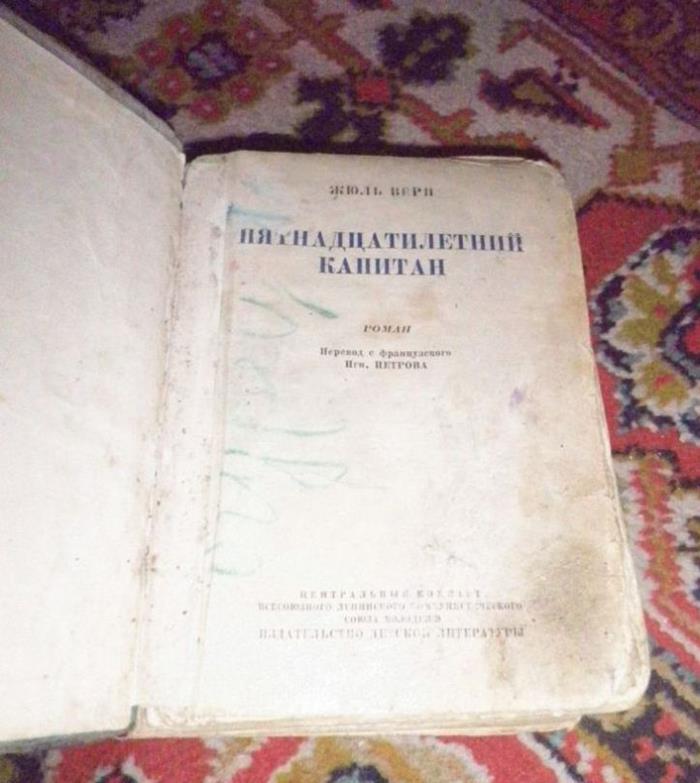 ЖЮЛЬ ВЕРН
ПЯТНАДЦАТИЛЕТНИЙ
КАПИТАН
РОМАН
Перевод с французского
Игн. ПЕТРОВА
ЦЕНТРАЛЬНЫЙ КОМИТЕТ
ВСЕСОЮЗНОГО ЛЕНИНСКОГО КОММУНИСТИЧЕСКОГО
СОЮЗА МОЛОДЕЖИ
ИЗДАТЕЛЬСТВО ДЕТСКОЙ ЛИТЕРАТУРЫ